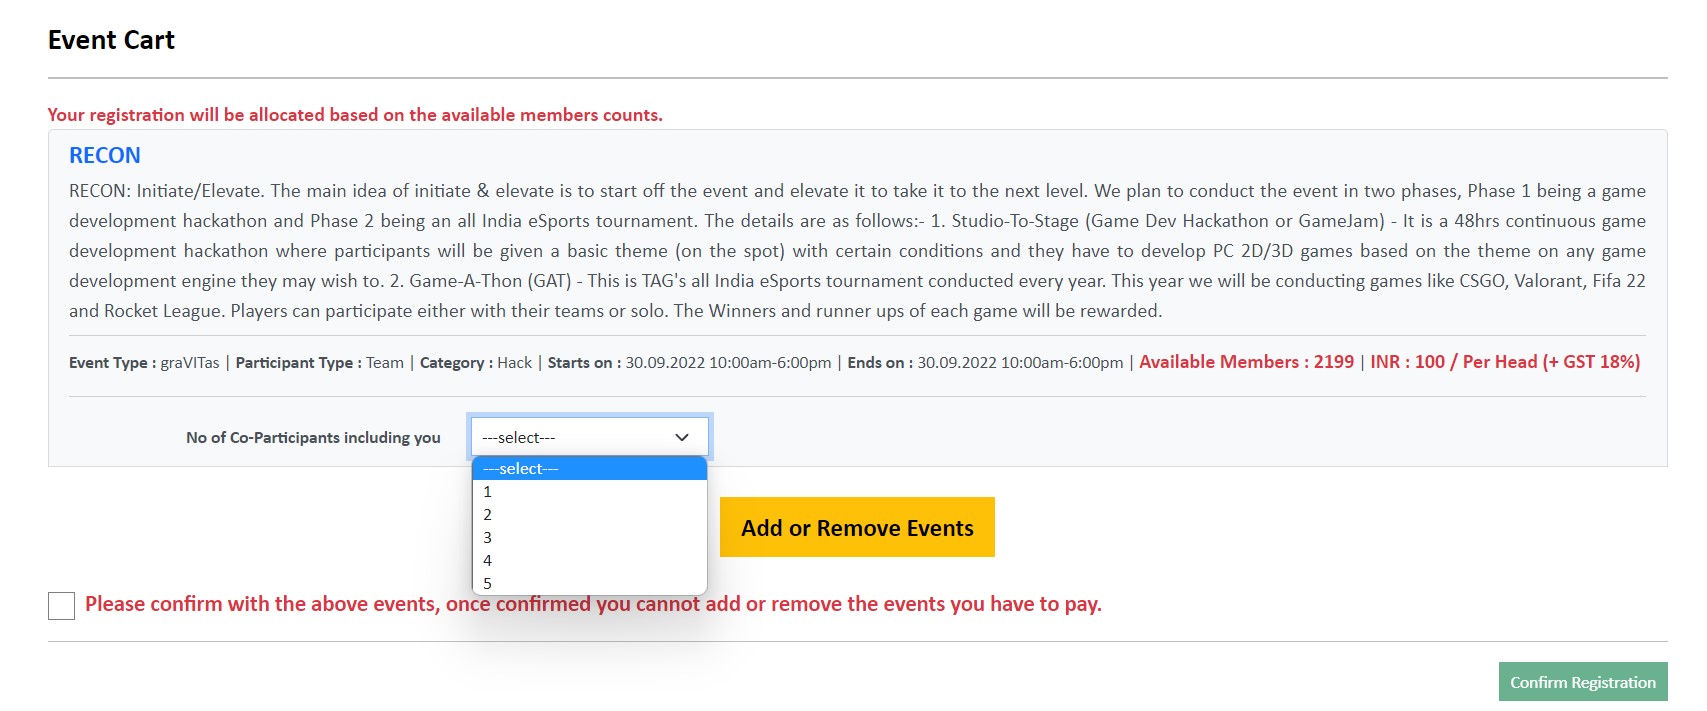 Event Cart
Your registration will be allocated based on the available members counts.
RECON
RECON: Initiate/Elevate. The main idea of initiate & elevate is to start off the event and elevate it to take it to the next level. We plan to conduct the event in two phases, Phase 1 being a game
development hackathon and Phase 2 being an all India eSports tournament. The details are as follows:- 1. Studio-To-Stage (Game Dev Hackathon or GameJam) - It is a 48hrs continuous game
development hackathon where participants will be given a basic theme (on the spot) with certain conditions and they have to develop PC 2D/3D games based on the theme on any game
development engine they may wish to. 2. Game-A-Thon (GAT) - This is TAG's all India eSports tournament conducted every year. This year we will be conducting games like CSGO, Valorant, Fifa 22
and Rocket League. Players can participate either with their teams or solo. The Winners and runner ups of each game will be rewarded.
Event Type : graVITas | Participant Type : Team | Category : Hack | Starts on : 30.09.2022 10:00am-6:00pm | Ends on : 30.09.2022 10:00am-6:00pm | Available Members : 2199 | INR : 100 / Per Head (+ GST 18%)
No of Co-Participants including you ---select---
---select---
1
2
3
4
5
Add or Remove Events
Please confirm with the above events, once confirmed you cannot add or remove the events you have to pay.
Confirm Registration